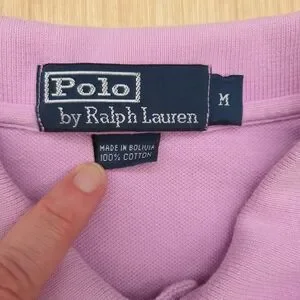 Polo
by Ralph Lauren
M
MADE IN BOLIVIA
100% COTTON